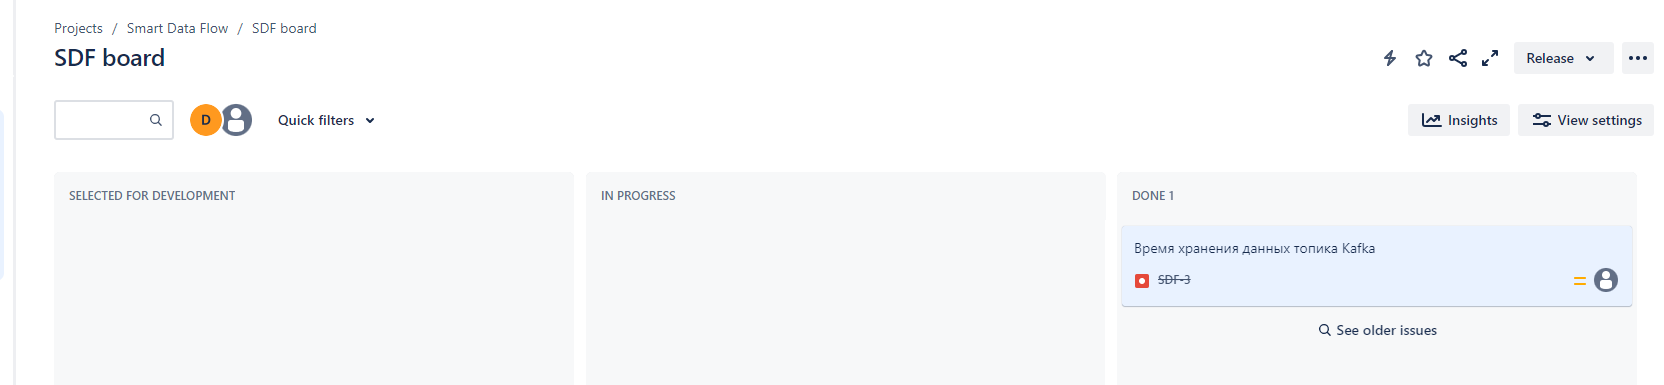 Projects / Smart Data Flow / SDF board
SDF board
Release
D
Quick filters
Insights
View settings
SELECTED FOR DEVELOPMENT
IN PROGRESS
DONE 1
Время хранения данных топика Kafka
SDF-3
See older issues